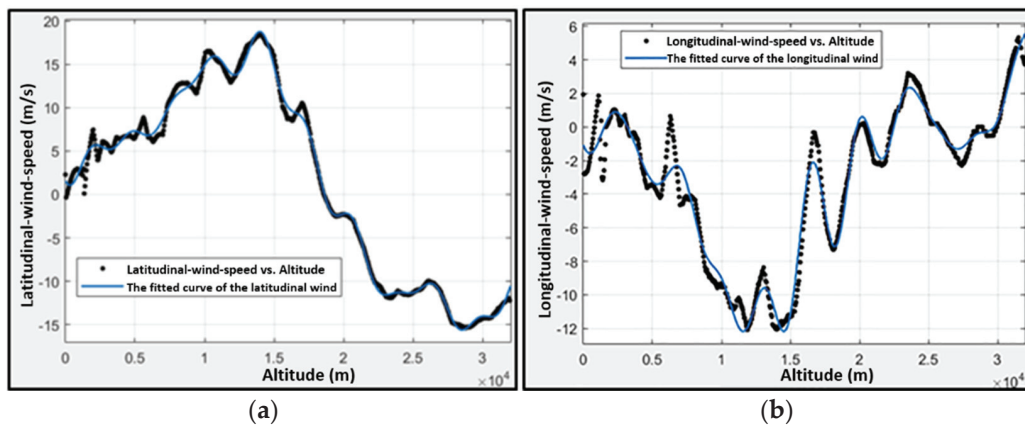 20
15
10
5
0
-5
-10
-15
Latitudinal-wind-speed (m/s)
Latitudinal-wind-speed vs. Altitude
The fitted curve of the latitudinal wind
0 0.5 1 1.5 2 2.5 3
Altitude (m)
×10⁴
(a)
6
4
2
0
-2
-4
-6
-8
-10
-12
Longitudinal-wind-speed (m/s)
Longitudinal-wind-speed vs. Altitude
The fitted curve of the longitudinal wind
0 0.5 1 1.5 2 2.5 3
Altitude (m)
×10⁴
(b)